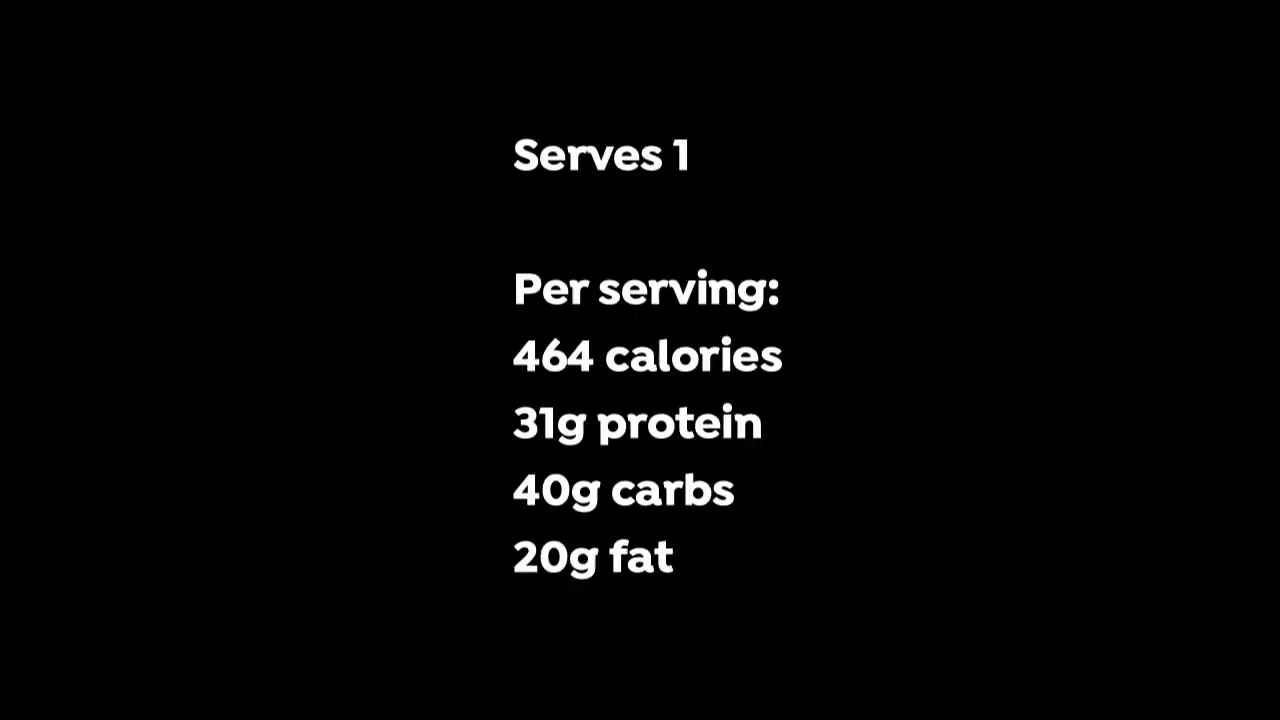 Serves 1
Per serving:
464 calories
31g protein
40g carbs
20g fat